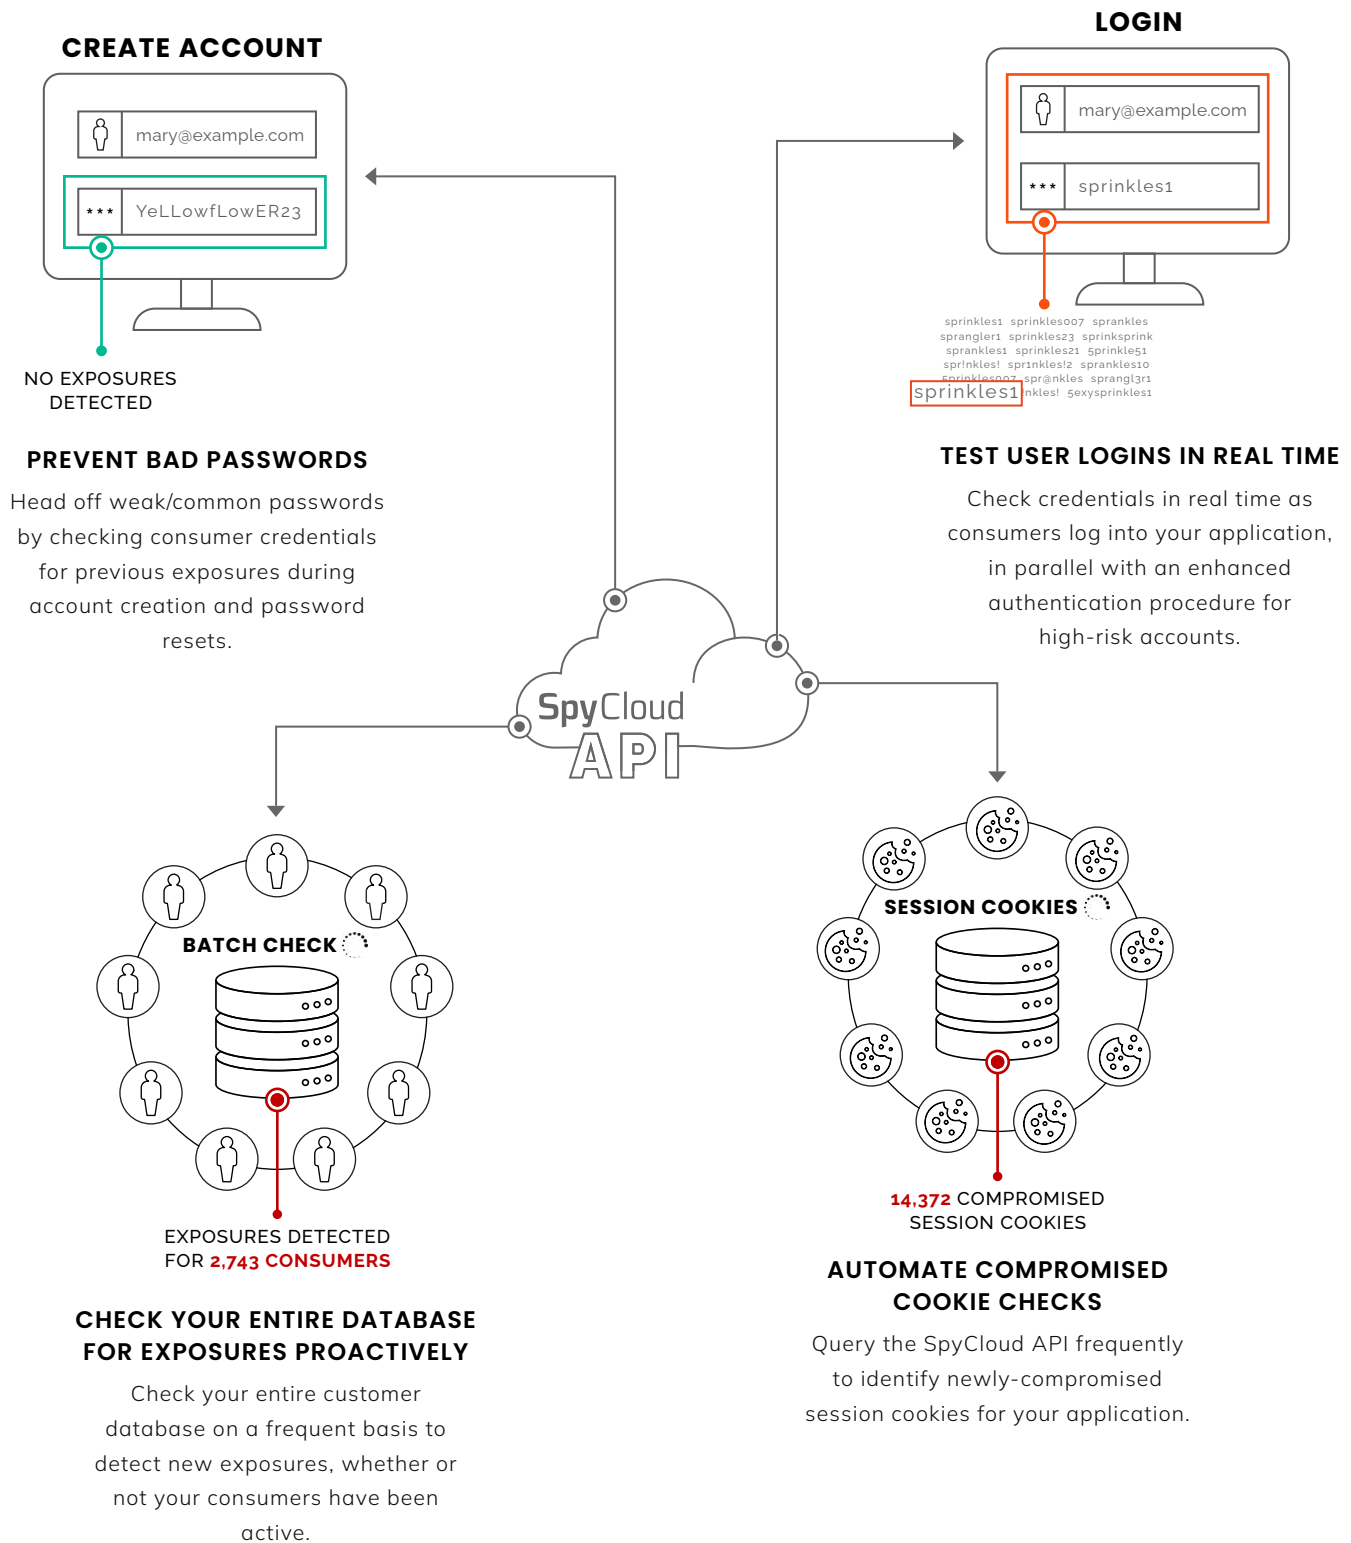 CREATE ACCOUNT
mary@example.com
*** YeLLowfLowER23
NO EXPOSURES
DETECTED
PREVENT BAD PASSWORDS
Head off weak/common passwords
by checking consumer credentials
for previous exposures during
account creation and password
resets.
LOGIN
mary@example.com
*** sprinkles1
sprinkles1 sprinkles007 sprankles
sprangler1 sprinkles23 sprinksprink
sprankles1 sprinkles21 5prinkle51
spr!nkles! spr1nkles!2 sprankles10
5prinkles007 spr@nkles sprangl3r1
sprinkles1 !nkles! 5exysprinkles1
TEST USER LOGINS IN REAL TIME
Check credentials in real time as
consumers log into your application,
in parallel with an enhanced
authentication procedure for
high-risk accounts.
SpyCloud
API
BATCH CHECK
EXPOSURES DETECTED
FOR 2,743 CONSUMERS
CHECK YOUR ENTIRE DATABASE
FOR EXPOSURES PROACTIVELY
Check your entire customer
database on a frequent basis to
detect new exposures, whether or
not your consumers have been
active.
SESSION COOKIES
14,372 COMPROMISED
SESSION COOKIES
AUTOMATE COMPROMISED
COOKIE CHECKS
Query the SpyCloud API frequently
to identify newly-compromised
session cookies for your application.